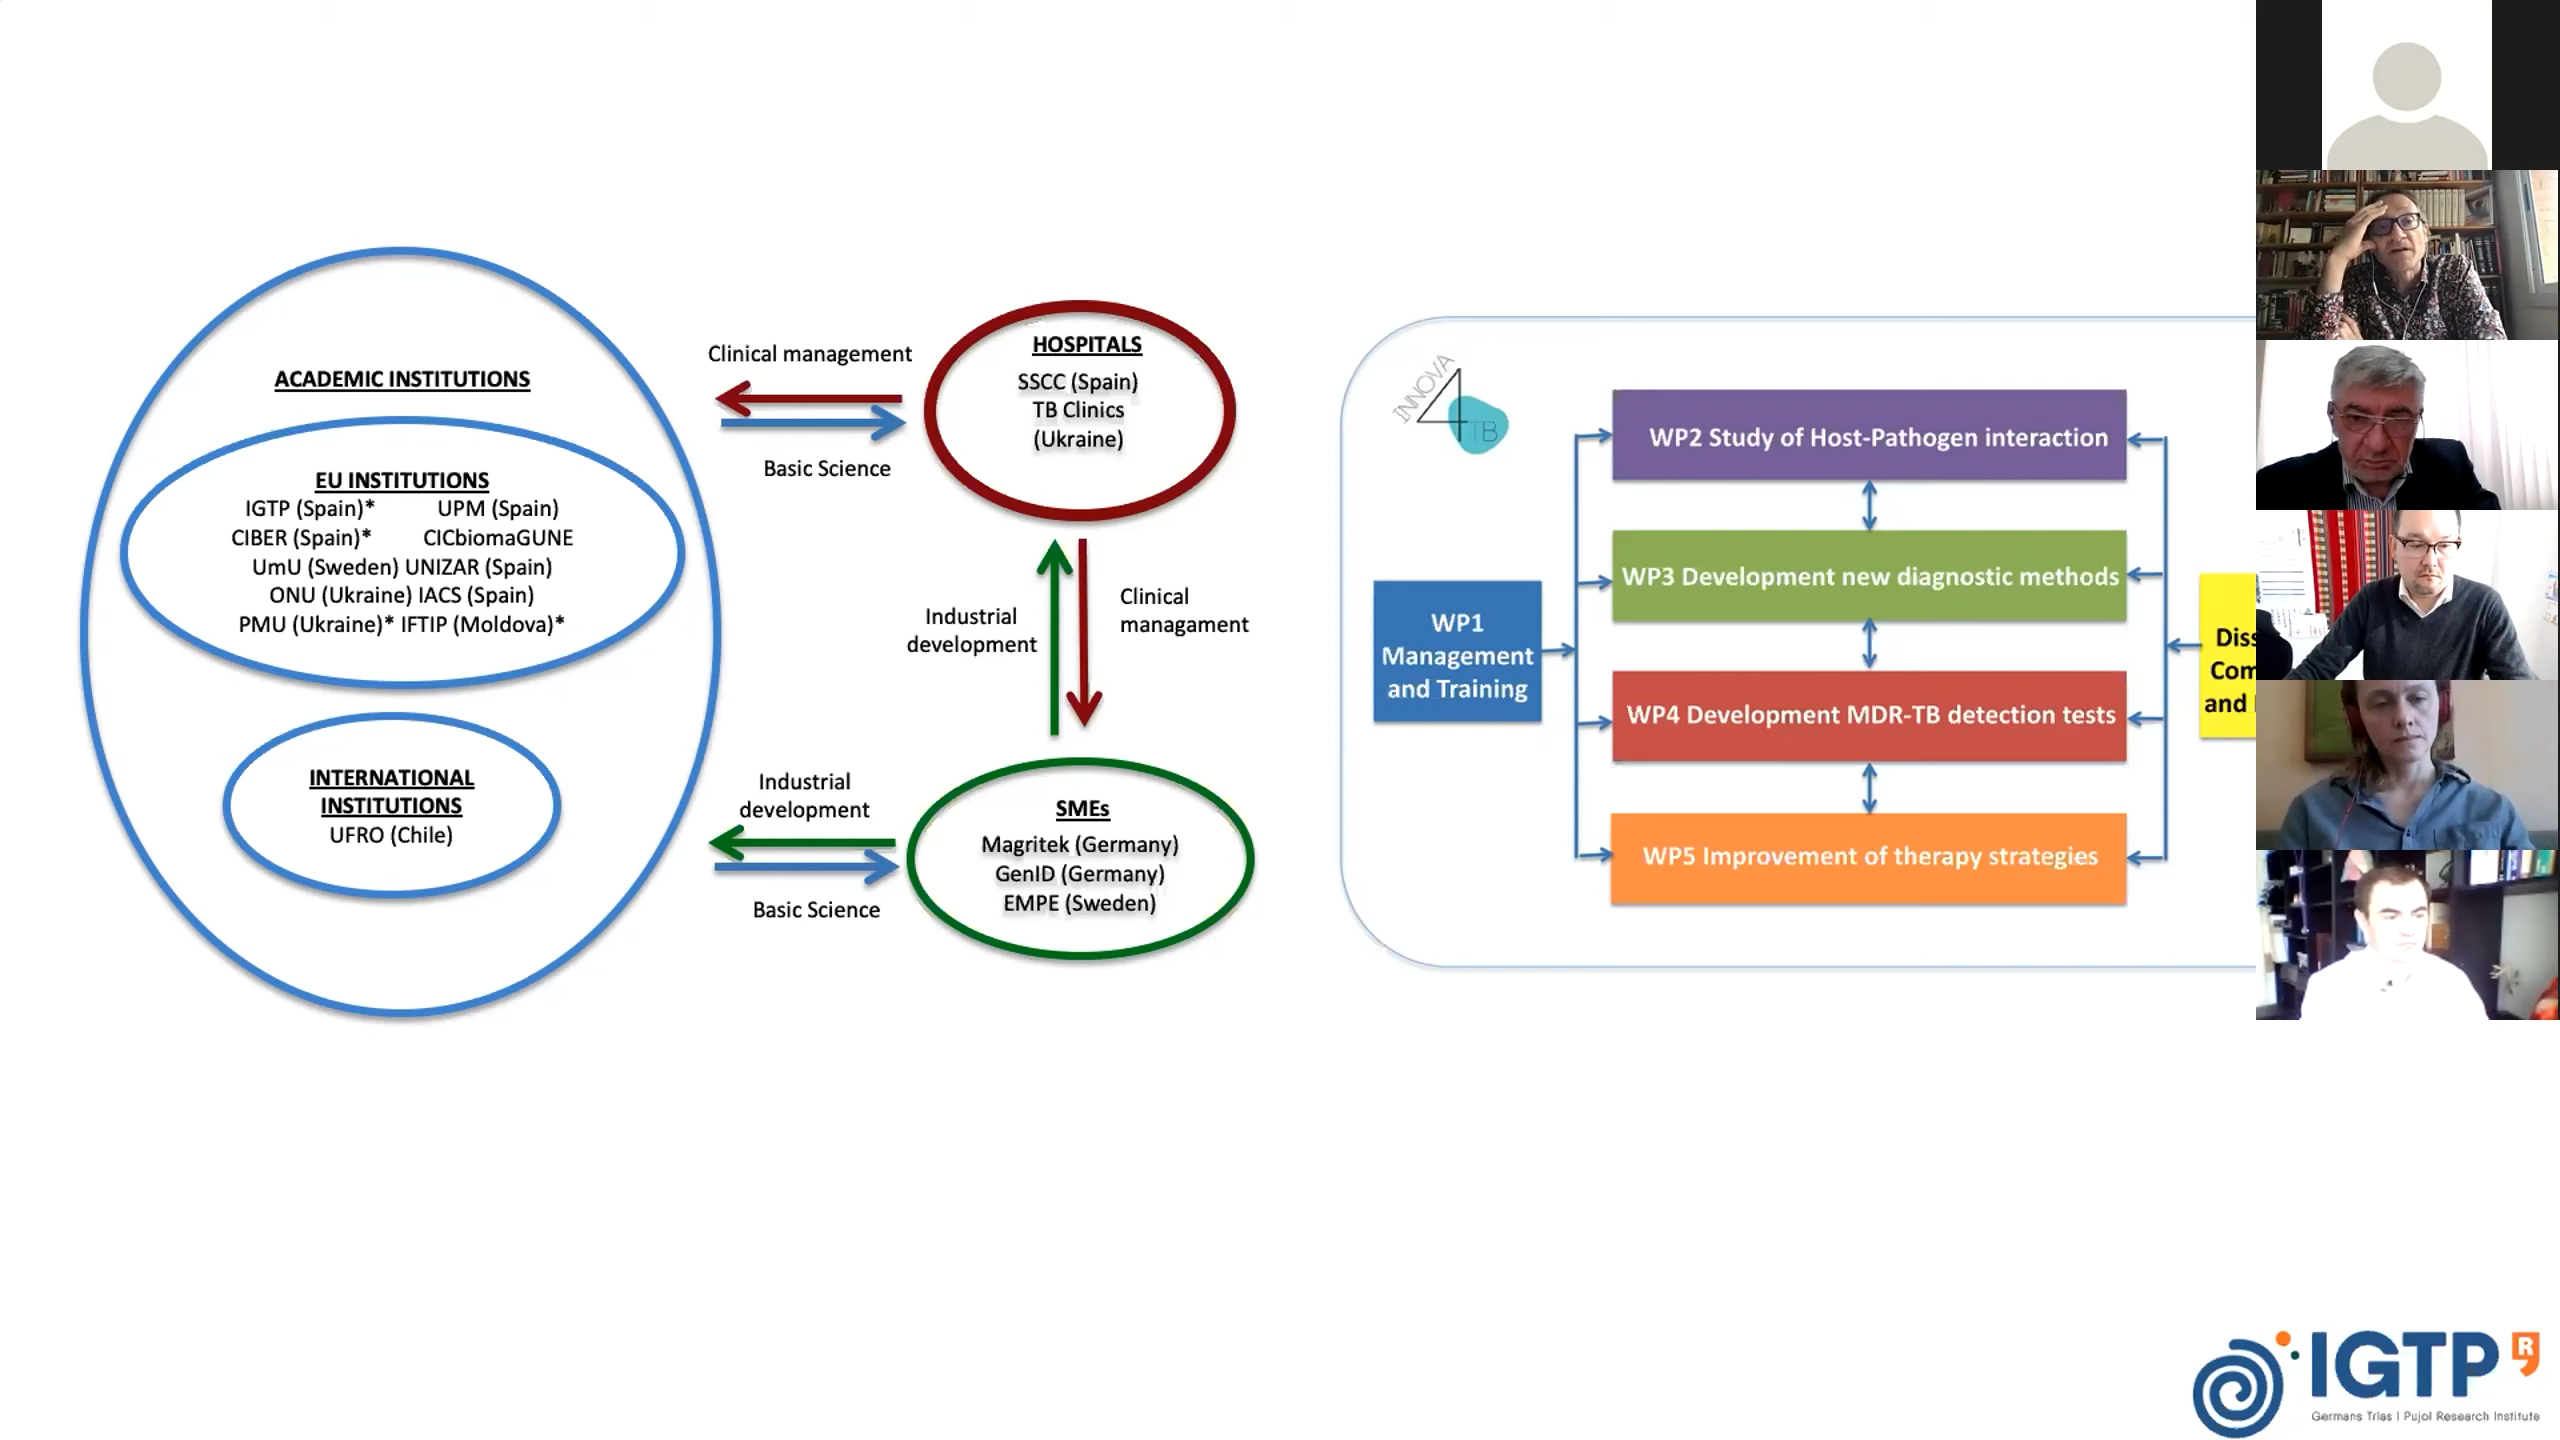 ACADEMIC INSTITUTIONS
EU INSTITUTIONS
IGTP (Spain)* UPM (Spain)
CIBER (Spain)* CICbiomaGUNE
UmU (Sweden) UNIZAR (Spain)
ONU (Ukraine) IACS (Spain)
PMU (Ukraine)* IFTIP (Moldova)*
INTERNATIONAL
INSTITUTIONS
UFRO (Chile)
Clinical management
Basic Science
HOSPITALS
SSCC (Spain)
TB Clinics
(Ukraine)
Industrial
development
Clinical
managament
Industrial
development
Basic Science
SMEs
Magritek (Germany)
GenID (Germany)
EMPE (Sweden)
INNOVA
4
TB
WP1
Management
and Training
WP2 Study of Host-Pathogen interaction
WP3 Development new diagnostic methods
WP4 Development MDR-TB detection tests
WP5 Improvement of therapy strategies
Diss
Com
and
IGTP R
Germans Trias i Pujol Research Institute